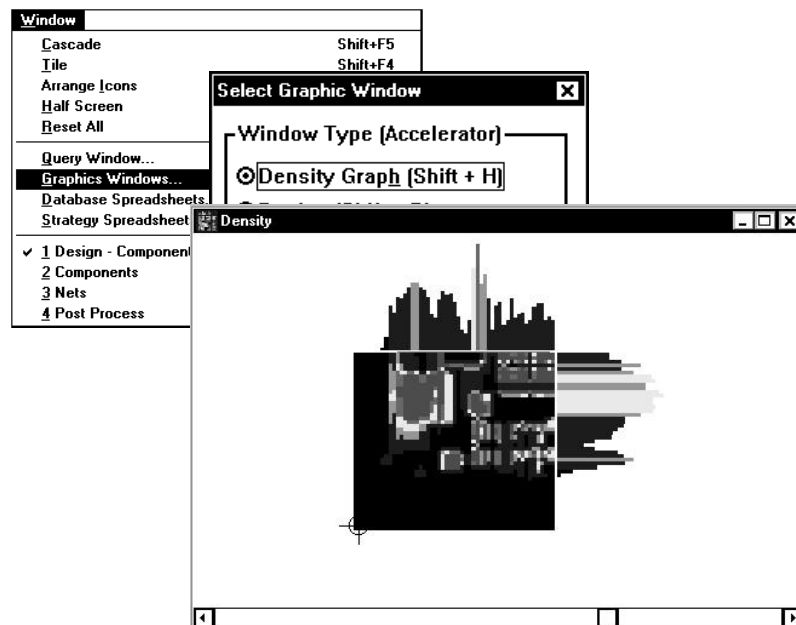 Window
Cascade Shift+F5
Tile Shift+F4
Arrange Icons
Half Screen
Reset All
Query Window...
Graphics Windows...
Database Spreadsheets.
Strategy Spreadsheet
✓ 1 Design - Component
2 Components
3 Nets
4 Post Process
Select Graphic Window
Window Type (Accelerator)
Density Graph (Shift + H)
Density